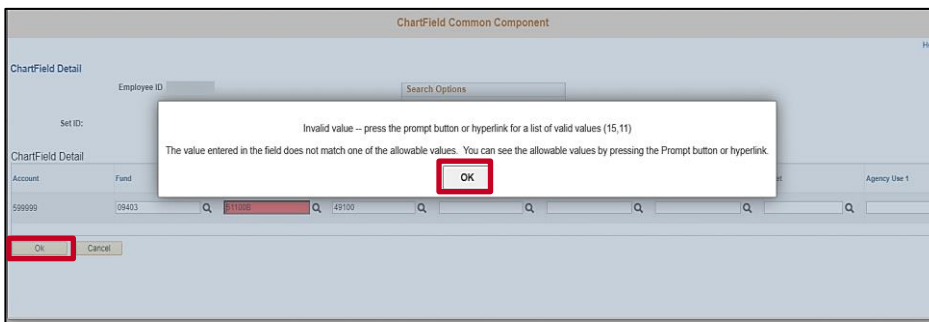 ChartField Common Component
ChartField Detail
Employee ID
Search Options
Set ID:
Invalid value -- press the prompt button or hyperlink for a list of valid values (15,11)
The value entered in the field does not match one of the allowable values. You can see the allowable values by pressing the Prompt button or hyperlink.
OK
ChartField Detail
Account Fund Agency Use 1
599999 09403 49100
Ok Cancel